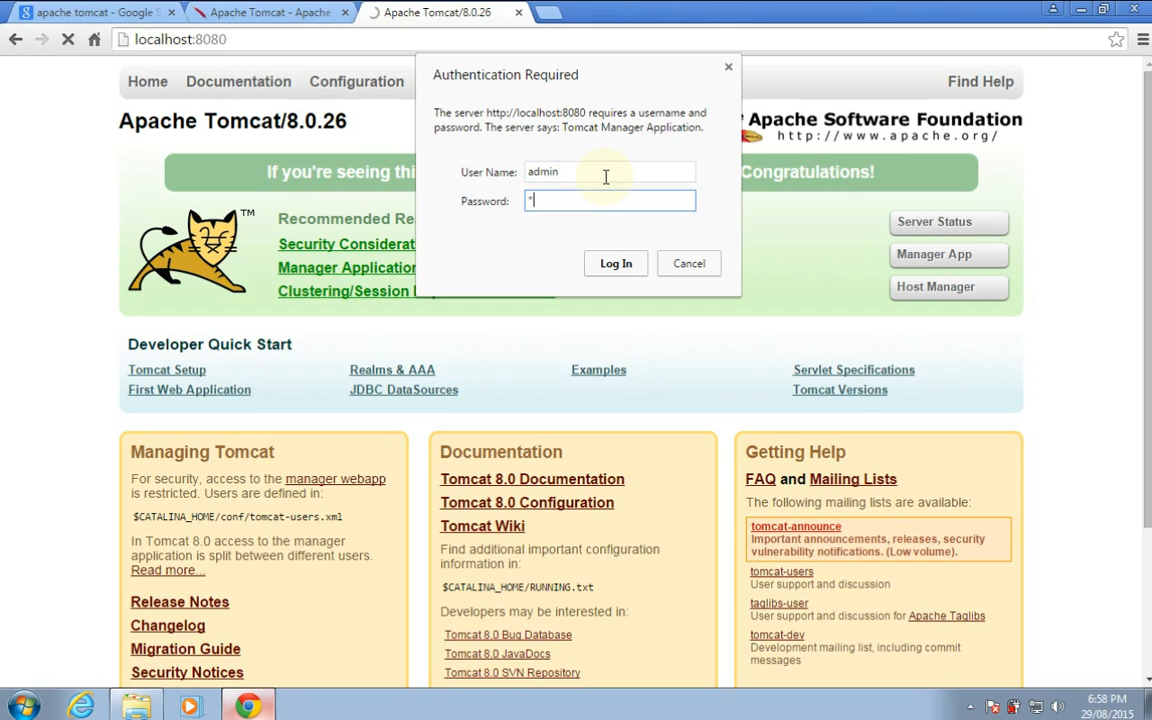 apache tomcat - Google S
Apache Tomcat - Apache
Apache Tomcat/8.0.26
localhost:8080
Home
Documentation
Configuration
Find Help
Apache Tomcat/8.0.26
Apache Software Foundation
http://www.apache.org/
If you're seeing thi
Congratulations!
TM
Recommended Re
Security Considerat
Manager Application
Clustering/Session
Server Status
Manager App
Host Manager
Authentication Required
The server http://localhost:8080 requires a username and
password. The server says: Tomcat Manager Application.
User Name: admin
Password: *
Log In
Cancel
Developer Quick Start
Tomcat Setup
First Web Application
Realms & AAA
JDBC DataSources
Examples
Servlet Specifications
Tomcat Versions
Managing Tomcat
For security, access to the manager webapp
is restricted. Users are defined in:
$CATALINA_HOME/conf/tomcat-users.xml
In Tomcat 8.0 access to the manager
application is split between different users.
Read more...
Release Notes
Changelog
Migration Guide
Security Notices
Documentation
Tomcat 8.0 Documentation
Tomcat 8.0 Configuration
Tomcat Wiki
Find additional important configuration
information in:
$CATALINA_HOME/RUNNING.txt
Developers may be interested in:
Tomcat 8.0 Bug Database
Tomcat 8.0 JavaDocs
Tomcat 8.0 SVN Repository
Getting Help
FAQ and Mailing Lists
The following mailing lists are available:
tomcat-announce
Important announcements, releases, security
vulnerability notifications. (Low volume).
tomcat-users
User support and discussion
taglibs-user
User support and discussion for Apache Taglibs
tomcat-dev
Development mailing list, including commit
messages
6:58 PM
29/08/2015